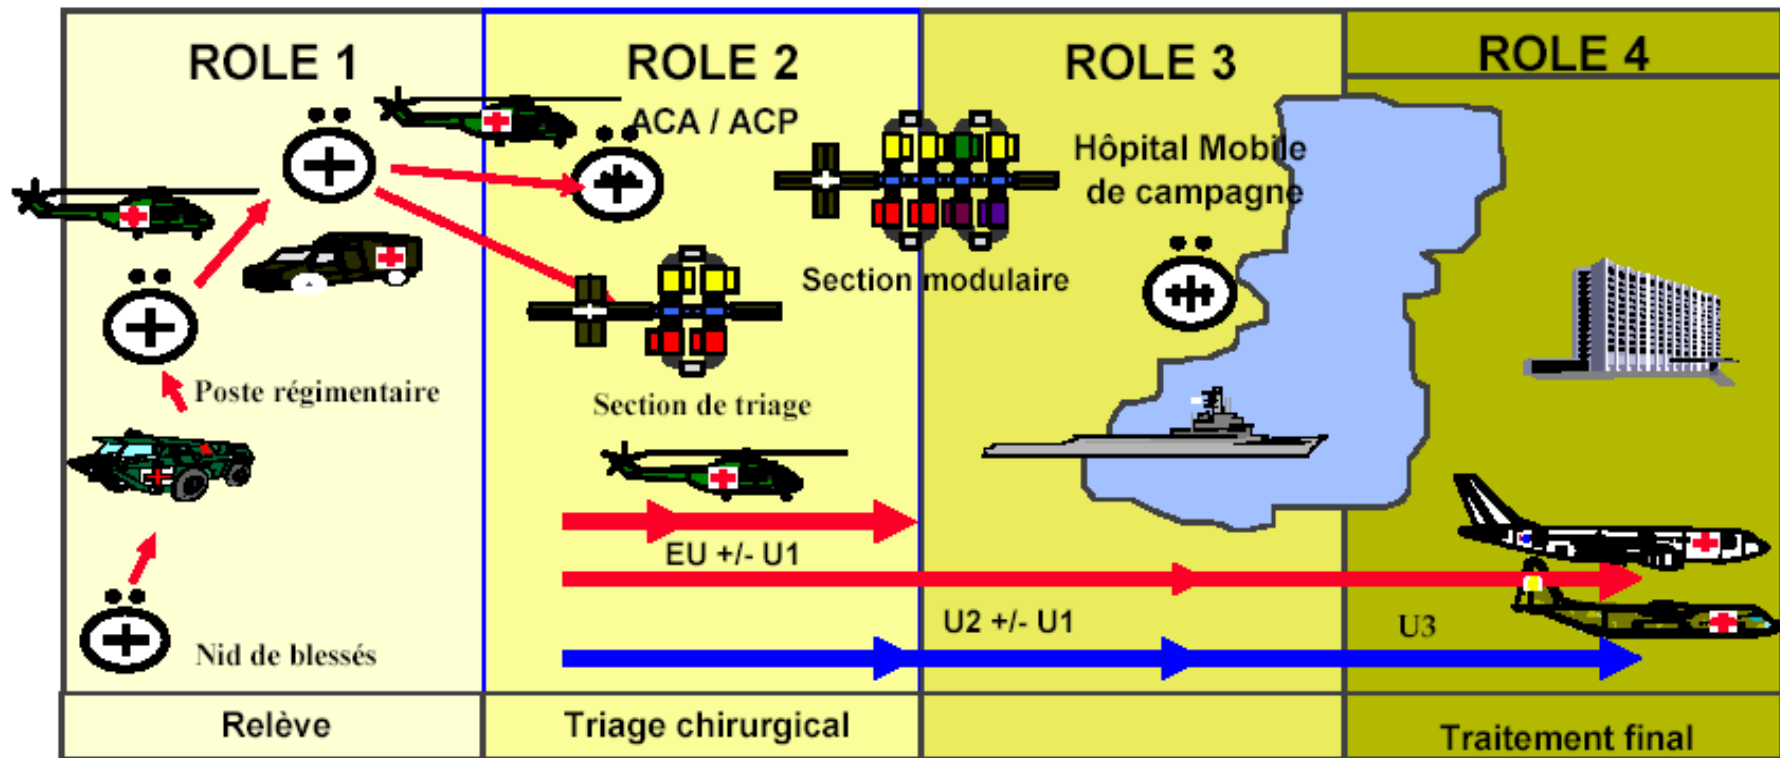 ROLE 1
ROLE 2
ROLE 3
ROLE 4
ACA / ACP
Hôpital Mobile
de campagne
Section modulaire
Poste régimentaire
Section de triage
EU +/- U1
U2 +/- U1
U3
Nid de blessés
Relève
Triage chirurgical
Traitement final